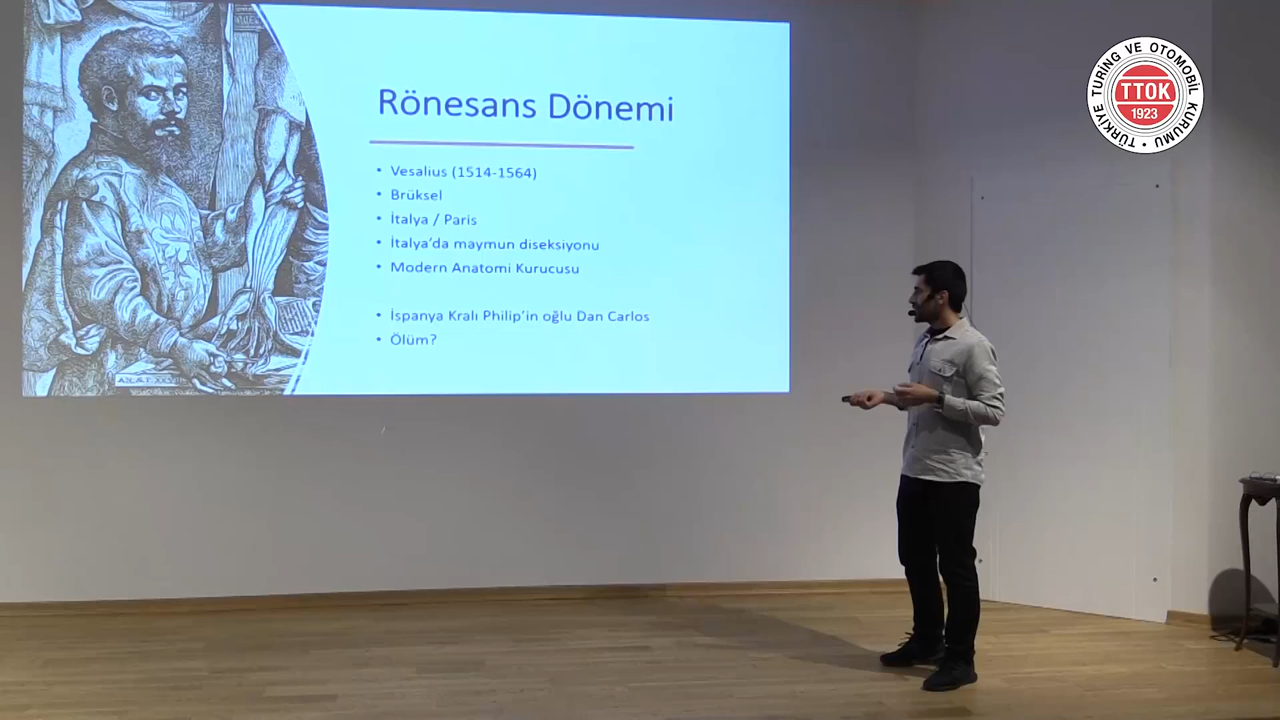 Rönesans Dönemi
• Vesalius (1514-1564)
• Brüksel
• İtalya / Paris
• İtalya'da maymun diseksiyonu
• Modern Anatomi Kurucusu
• İspanya Kralı Philip'in oğlu Dan Carlos
• Ölüm?
TÜRKİYE TURİNG VE OTOMOBİL KURUMU •
TTOK
1923